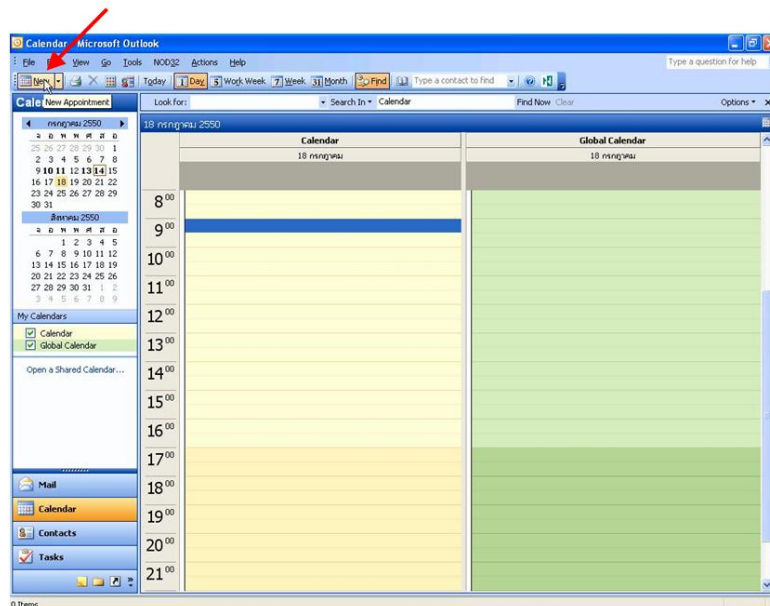 Calendar - Microsoft Outlook
File View Go Tools NOD32 Actions Help Type a question for help
New Today 1 Day 5 Work Week 7 Week 31 Month Find Type a contact to find
New Appointment
Look for: Search In Calendar Find Now Clear Options
กรกฎาคม 2550
จ อ พ พ ศ ส อ
25 26 27 28 29 30 1
2 3 4 5 6 7 8
9 10 11 12 13 14 15
16 17 18 19 20 21 22
23 24 25 26 27 28 29
30 31
สิงหาคม 2550
จ อ พ พ ศ ส อ
1 2 3 4 5
6 7 8 9 10 11 12
13 14 15 16 17 18 19
20 21 22 23 24 25 26
27 28 29 30 31 1 2
3 4 5 6 7 8 9
My Calendars
Calendar
Global Calendar
Open a Shared Calendar...
Mail
Calendar
Contacts
Tasks
18 กรกฎาคม 2550
Calendar Global Calendar
18 กรกฎาคม 18 กรกฎาคม
8 00
9 00
10 00
11 00
12 00
13 00
14 00
15 00
16 00
17 00
18 00
19 00
20 00
21 00
0 Items